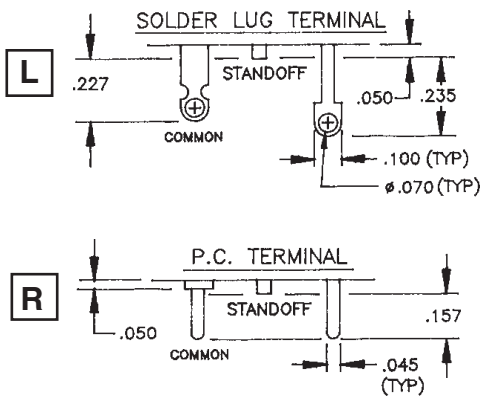 SOLDER LUG TERMINAL
L
.227
STANDOFF
.050
.235
COMMON
.100 (TYP)
ø.070 (TYP)
P.C. TERMINAL
R
STANDOFF
.050
.157
COMMON
.045
(TYP)